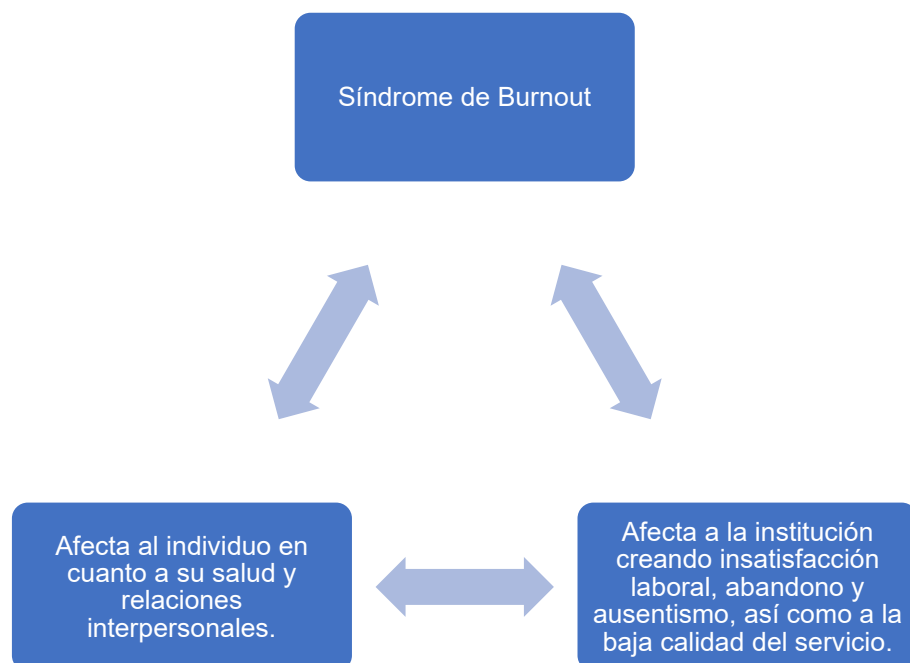 Síndrome de Burnout
Afecta al individuo en
cuanto a su salud y
relaciones
interpersonales.
Afecta a la institución
creando insatisfacción
laboral, abandono y
ausentismo, así como a la
baja calidad del servicio.